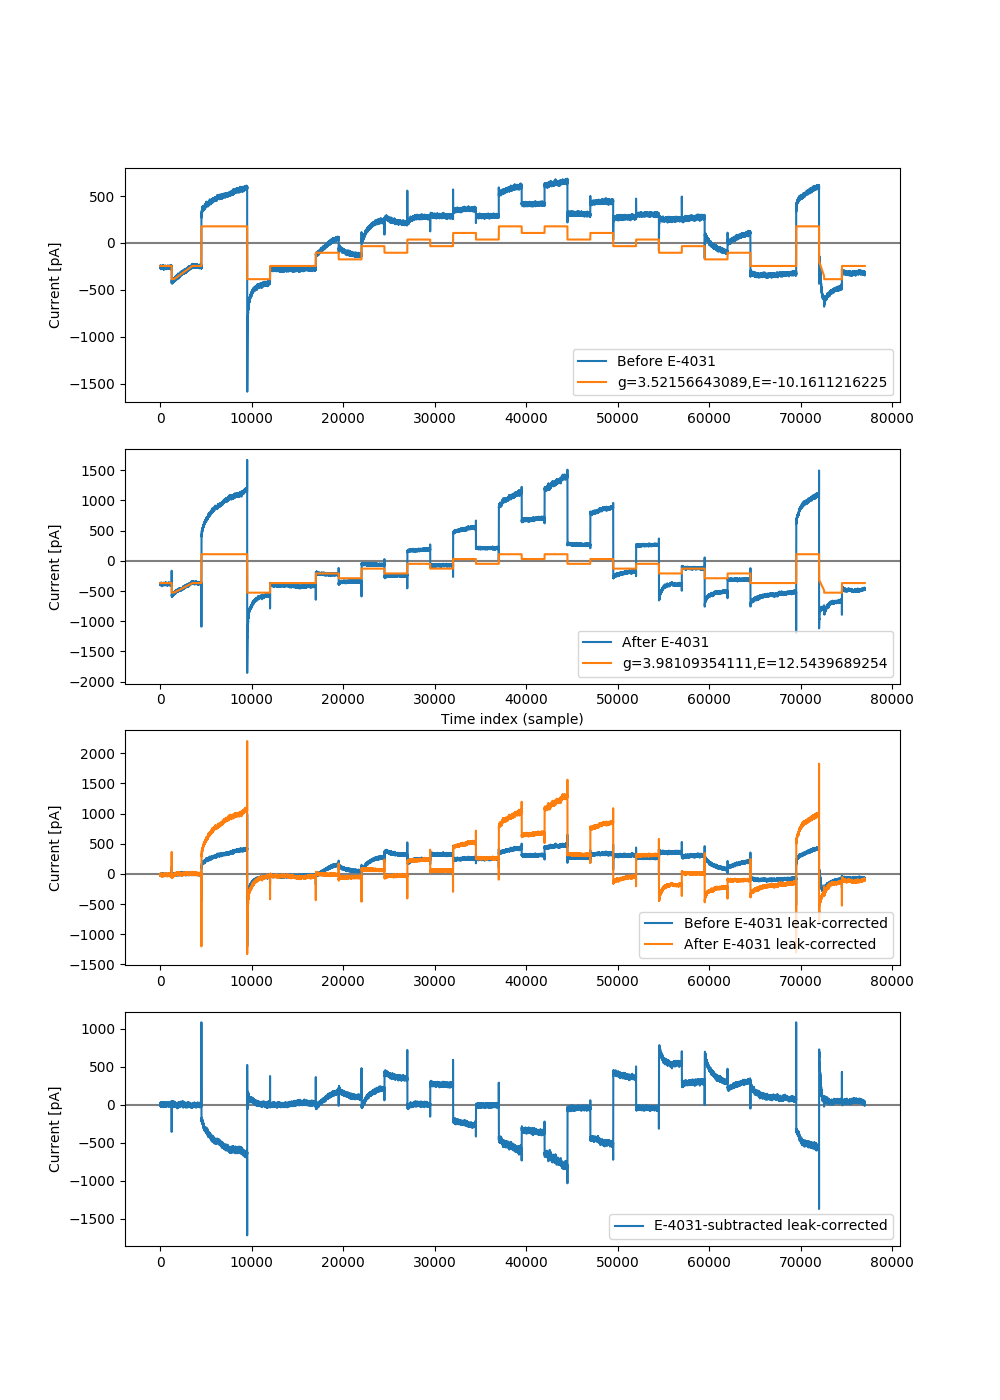 Current [pA]
500
0
−500
−1000
−1500
Before E-4031
g=3.52156643089,E=-10.1611216225
0 10000 20000 30000 40000 50000 60000 70000 80000
Current [pA]
1500
1000
500
0
−500
−1000
−1500
−2000
After E-4031
g=3.98109354111,E=12.5439689254
0 10000 20000 30000 40000 50000 60000 70000 80000
Time index (sample)
Current [pA]
2000
1500
1000
500
0
−500
−1000
−1500
Before E-4031 leak-corrected
After E-4031 leak-corrected
0 10000 20000 30000 40000 50000 60000 70000 80000
Current [pA]
1000
500
0
−500
−1000
−1500
E-4031-subtracted leak-corrected
0 10000 20000 30000 40000 50000 60000 70000 80000